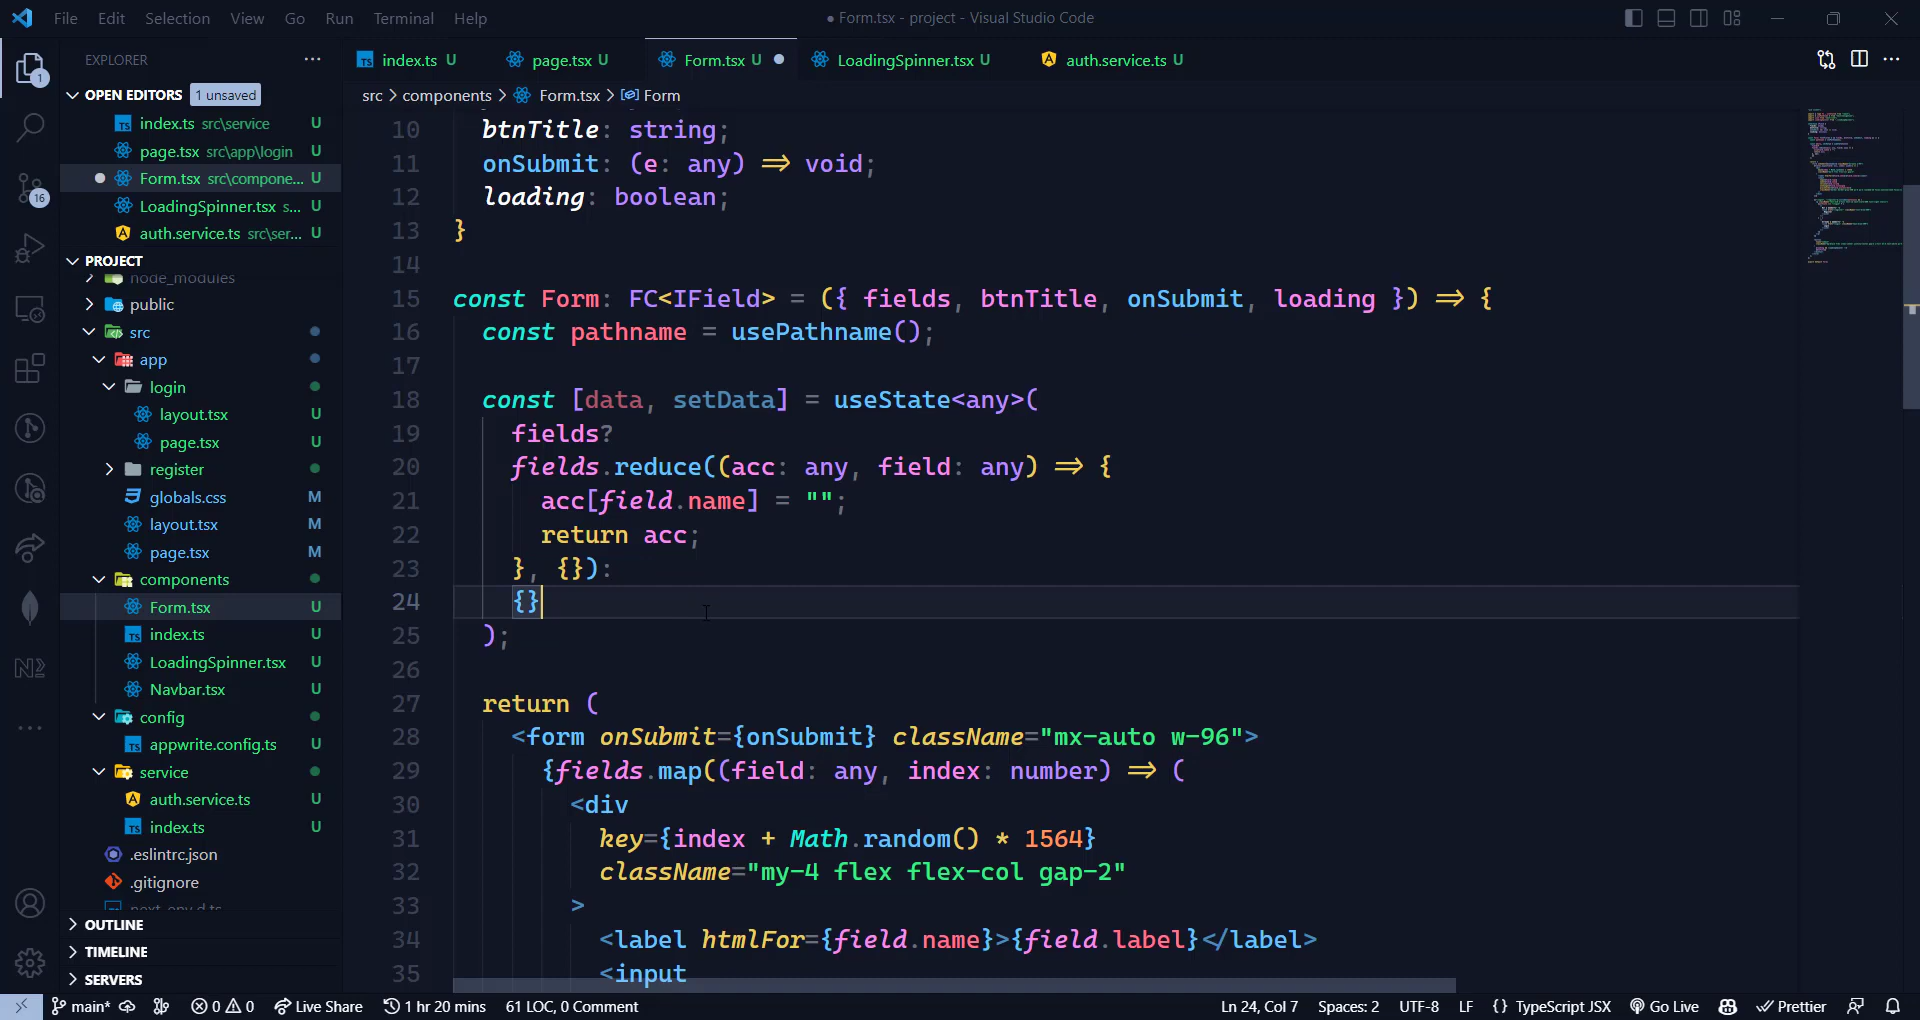 File Edit Selection View Go Run Terminal Help
● Form.tsx - project - Visual Studio Code
EXPLORER
OPEN EDITORS 1 unsaved
index.ts src\service U
page.tsx src\app\login U
Form.tsx src\compone... U
LoadingSpinner.tsx s... U
auth.service.ts src\ser... U
PROJECT
node_modules
public
src
app
login
layout.tsx U
page.tsx U
register
globals.css M
layout.tsx M
page.tsx M
components
Form.tsx U
index.ts U
LoadingSpinner.tsx U
Navbar.tsx U
config
appwrite.config.ts U
service
auth.service.ts U
index.ts U
.eslintrc.json
.gitignore
next-env.d.ts
OUTLINE
TIMELINE
SERVERS
1
16
index.ts U page.tsx U Form.tsx U LoadingSpinner.tsx U auth.service.ts U
src > components > Form.tsx > Form
10 btnTitle: string;
11 onSubmit: (e: any) => void;
12 loading: boolean;
13 }
14
15 const Form: FC<IField> = ({ fields, btnTitle, onSubmit, loading }) => {
16 const pathname = usePathname();
17
18 const [data, setData] = useState<any>(
19 fields?
20 fields.reduce((acc: any, field: any) => {
21 acc[field.name] = "";
22 return acc;
23 }, {}):
24 {}
25 );
26
27 return (
28 <form onSubmit={onSubmit} className="mx-auto w-96">
29 {fields.map((field: any, index: number) => (
30 <div
31 key={index + Math.random() * 1564}
32 className="my-4 flex flex-col gap-2"
33 >
34 <label htmlFor={field.name}>{field.label}</label>
35 <input
main* 0 0 Live Share 1 hr 20 mins 61 LOC, 0 Comment Ln 24, Col 7 Spaces: 2 UTF-8 LF {} TypeScript JSX Go Live Prettier